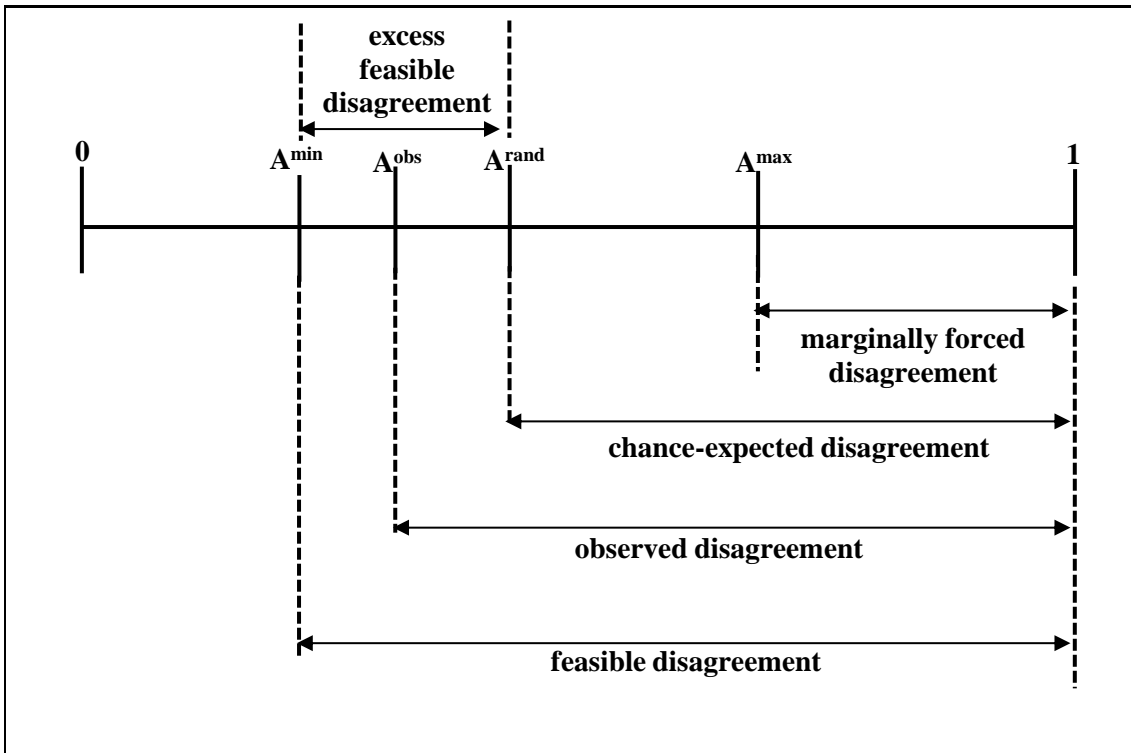 excess
feasible
disagreement
0
A^min
A^obs
A^rand
A^max
1
marginally forced
disagreement
chance-expected disagreement
observed disagreement
feasible disagreement